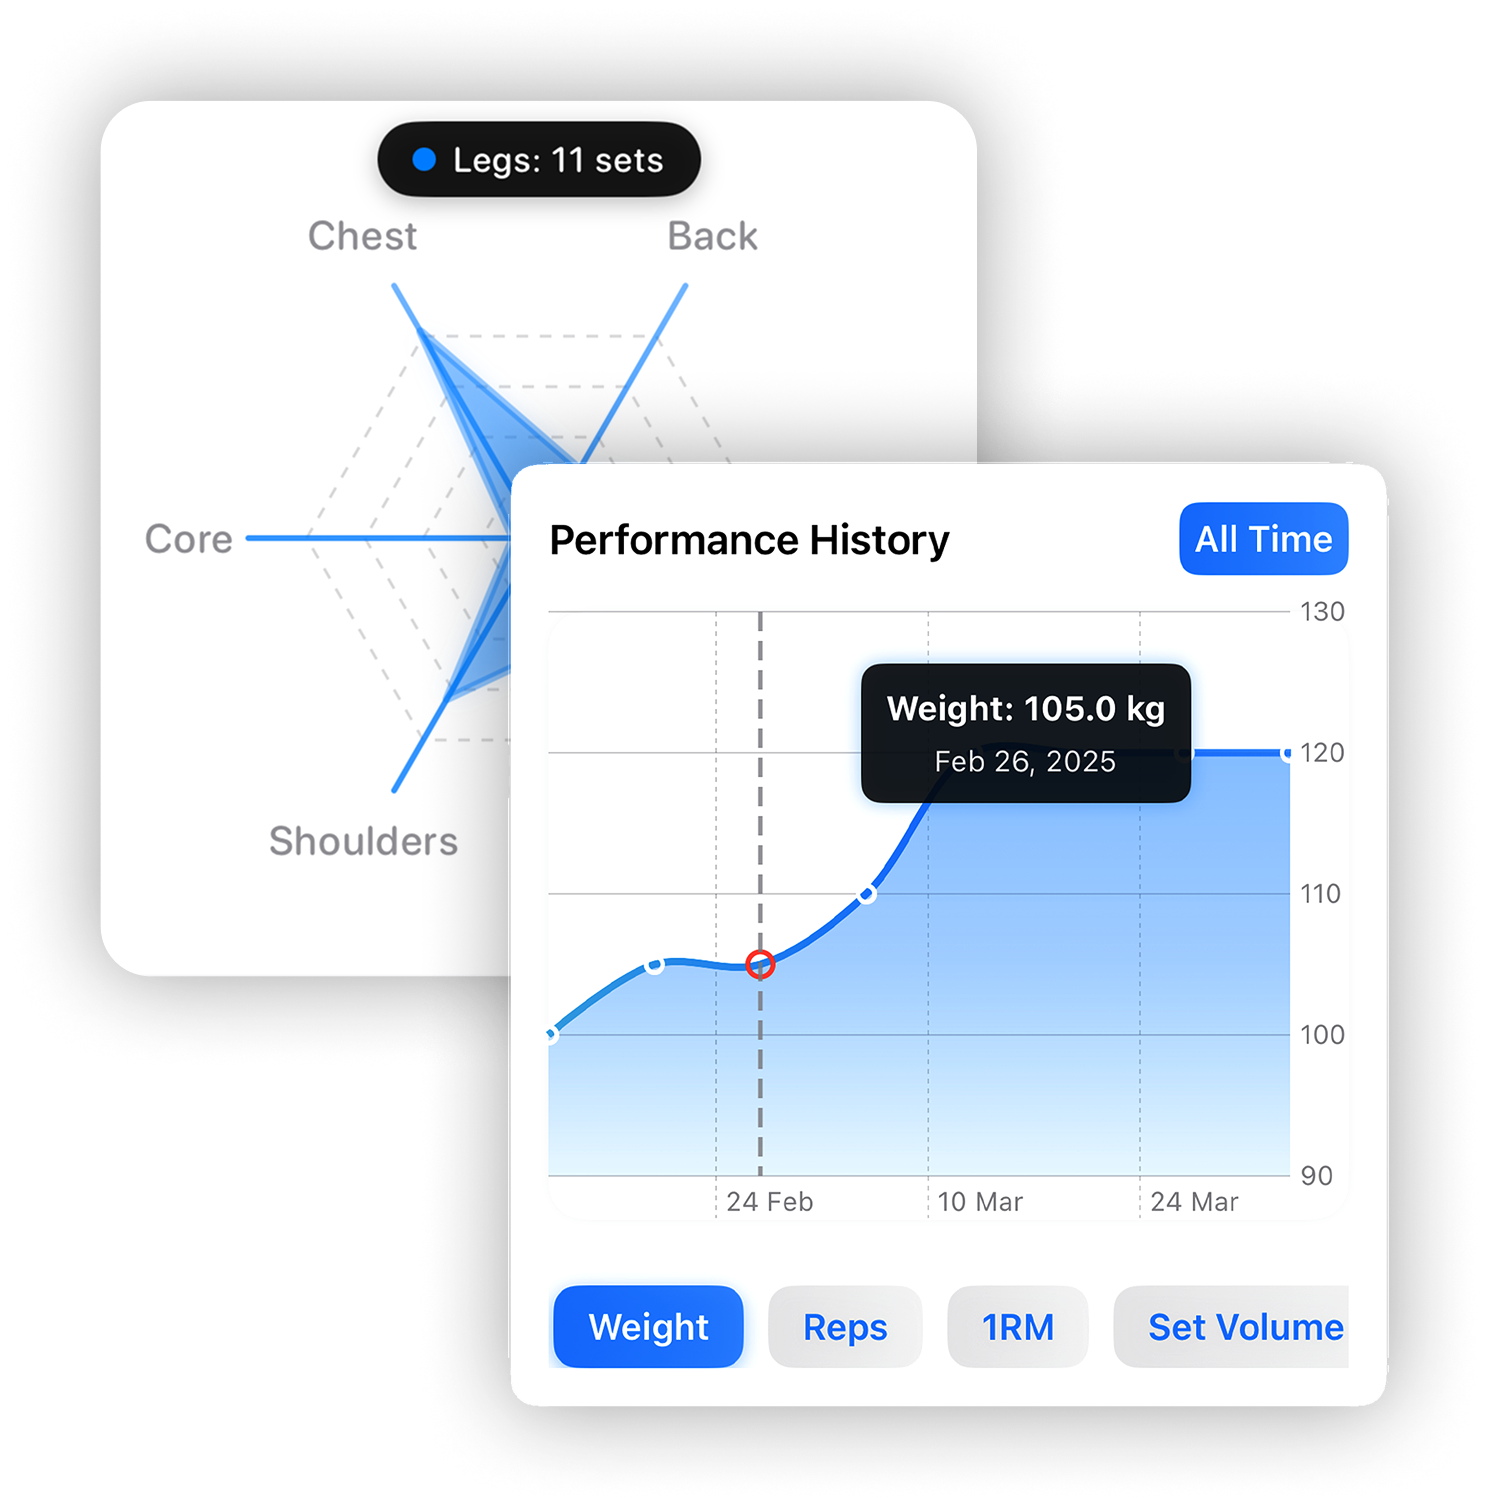 Legs: 11 sets
Chest
Back
Core
Shoulders
Performance History
All Time
130
Weight: 105.0 kg
Feb 26, 2025
120
110
100
90
24 Feb
10 Mar
24 Mar
Weight
Reps
1RM
Set Volume